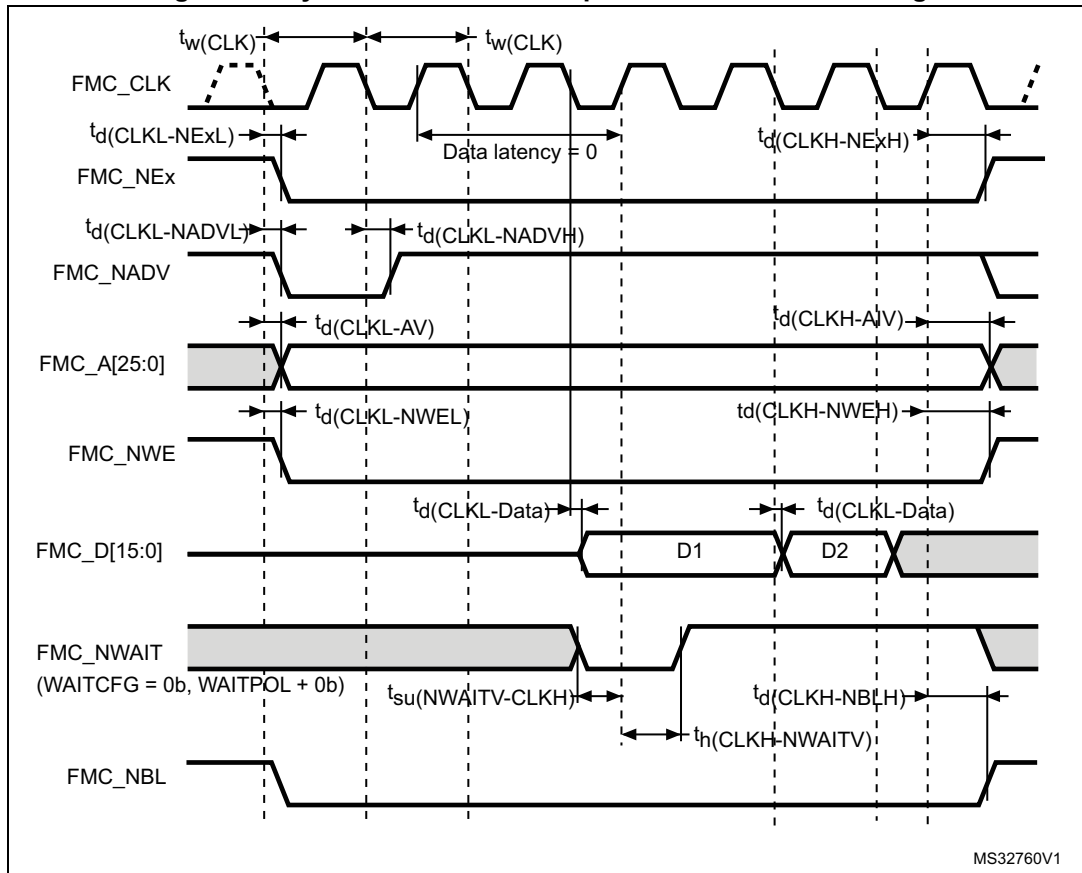 tw(CLK) tw(CLK)
FMC_CLK
td(CLKL-NExL) Data latency = 0 td(CLKH-NExH)
FMC_NEx
td(CLKL-NADVL) td(CLKL-NADVH)
FMC_NADV
td(CLKL-AV) td(CLKH-AIV)
FMC_A[25:0]
td(CLKL-NWEL) td(CLKH-NWEH)
FMC_NWE
td(CLKL-Data) td(CLKL-Data)
FMC_D[15:0] D1 D2
FMC_NWAIT
(WAITCFG = 0b, WAITPOL + 0b)
tsu(NWAITV-CLKH) td(CLKH-NBLH)
th(CLKH-NWAITV)
FMC_NBL
MS32760V1